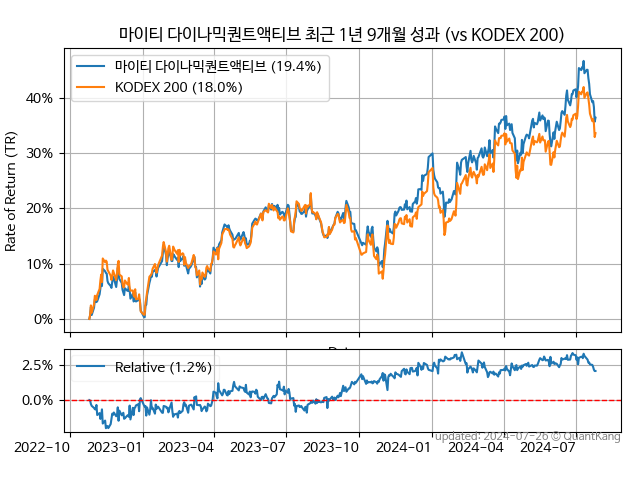 마이티 다이나믹퀀트액티브 최근 1년 9개월 성과 (vs KODEX 200)
마이티 다이나믹퀀트액티브 (19.4%)
KODEX 200 (18.0%)
Rate of Return (TR)
40%
30%
20%
10%
0%
Relative (1.2%)
2.5%
0.0%
updated: 2024-07-26 © QuantKang
2022-10 2023-01 2023-04 2023-07 2023-10 2024-01 2024-04 2024-07